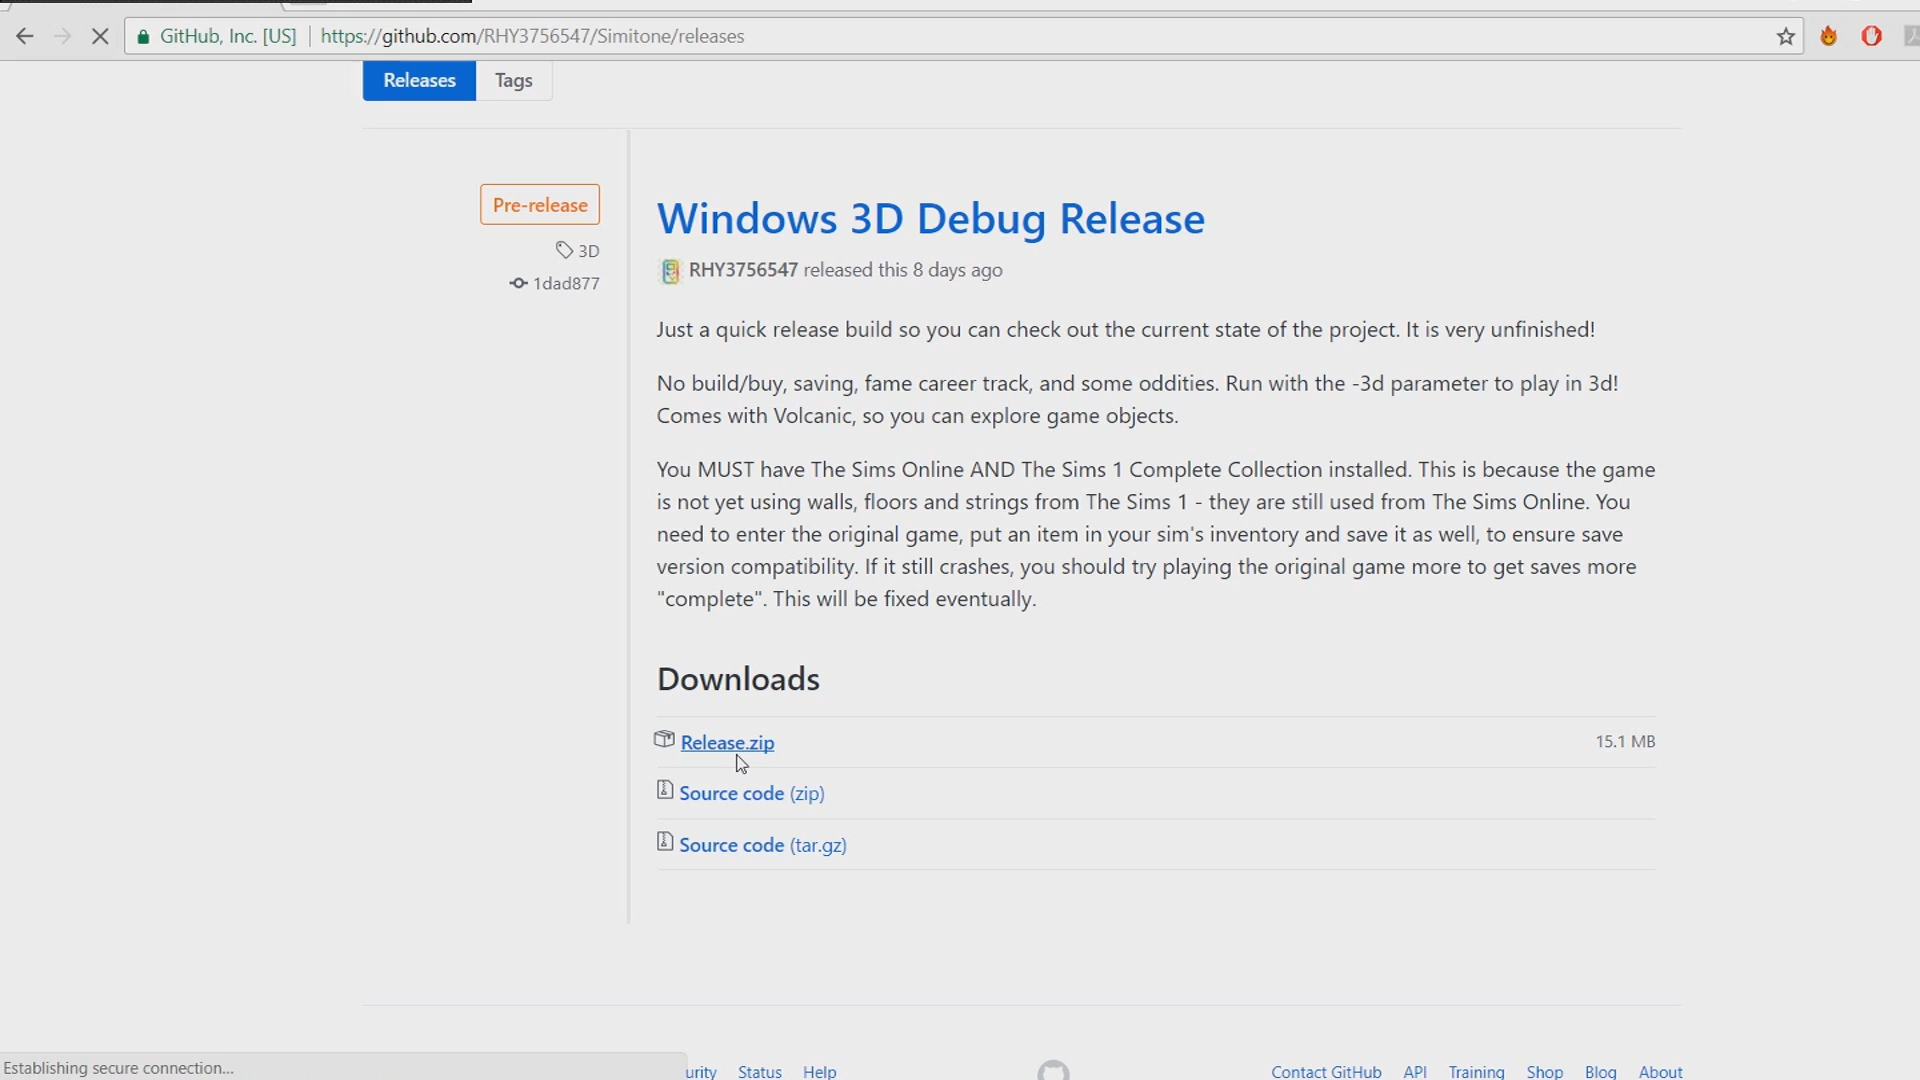 GitHub, Inc. [US] https://github.com/RHY3756547/Simitone/releases
Releases Tags
Pre-release
3D
1dad877
Windows 3D Debug Release
RHY3756547 released this 8 days ago
Just a quick release build so you can check out the current state of the project. It is very unfinished!
No build/buy, saving, fame career track, and some oddities. Run with the -3d parameter to play in 3d!
Comes with Volcanic, so you can explore game objects.
You MUST have The Sims Online AND The Sims 1 Complete Collection installed. This is because the game
is not yet using walls, floors and strings from The Sims 1 - they are still used from The Sims Online. You
need to enter the original game, put an item in your sim's inventory and save it as well, to ensure save
version compatibility. If it still crashes, you should try playing the original game more to get saves more
"complete". This will be fixed eventually.
Downloads
Release.zip 15.1 MB
Source code (zip)
Source code (tar.gz)
Establishing secure connection... urity Status Help Contact GitHub API Training Shop Blog About